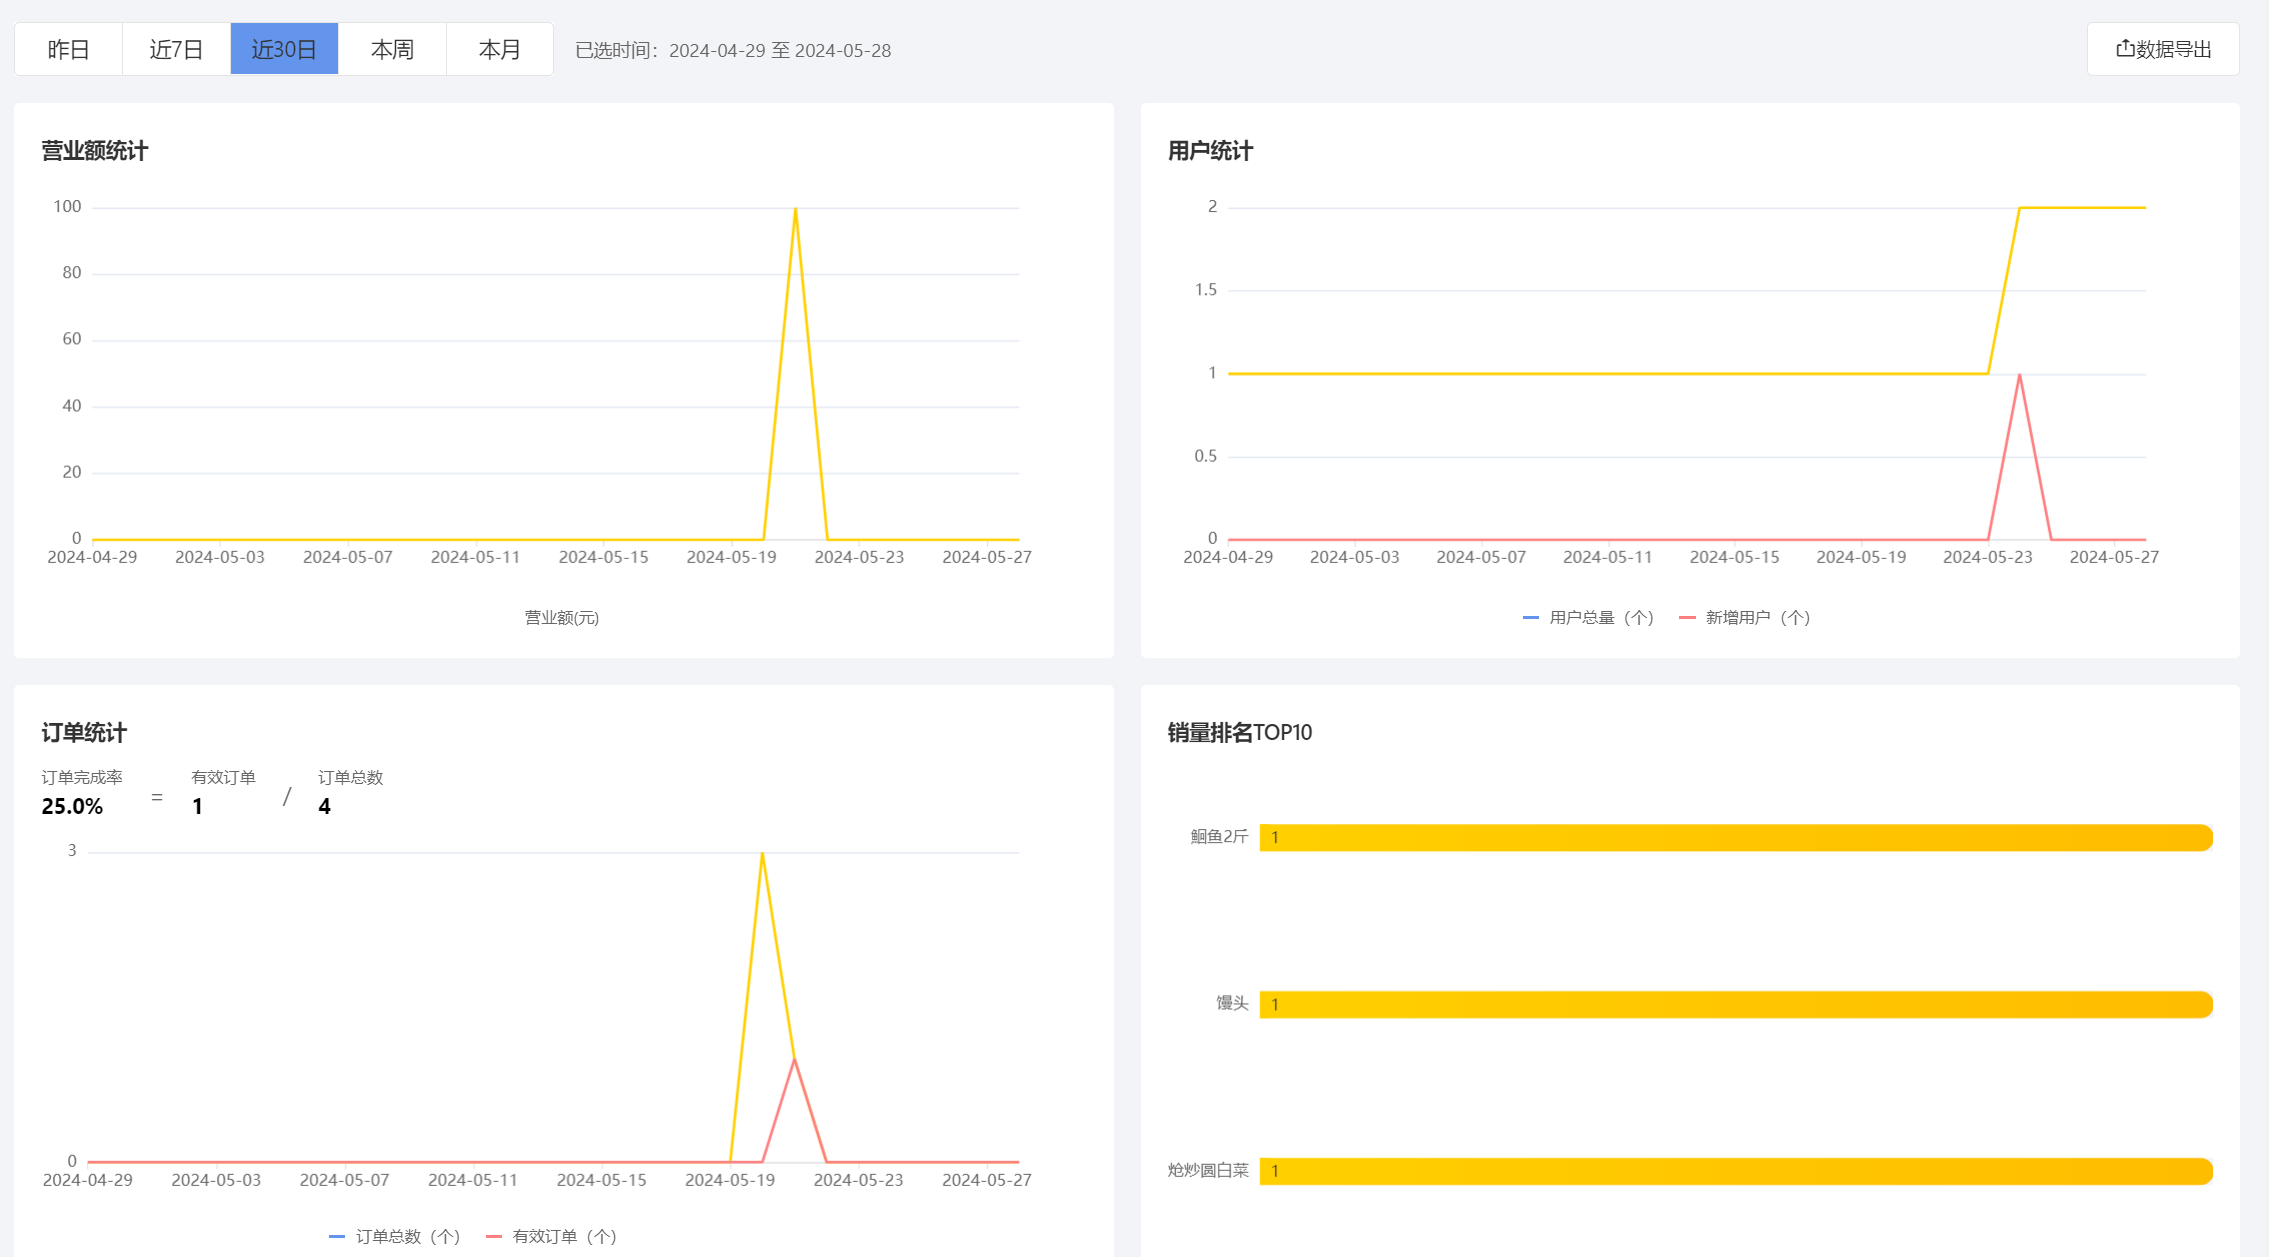 昨日 近7日 近30日 本周 本月 已选时间：2024-04-29 至 2024-05-28 数据导出
营业额统计
100
80
60
40
20
0
2024-04-29 2024-05-03 2024-05-07 2024-05-11 2024-05-15 2024-05-19 2024-05-23 2024-05-27
营业额(元)
用户统计
2
1.5
1
0.5
0
2024-04-29 2024-05-03 2024-05-07 2024-05-11 2024-05-15 2024-05-19 2024-05-23 2024-05-27
用户总量（个） 新增用户（个）
订单统计
订单完成率 有效订单 订单总数
25.0% = 1 / 4
3
0
2024-04-29 2024-05-03 2024-05-07 2024-05-11 2024-05-15 2024-05-19 2024-05-23 2024-05-27
订单总数（个） 有效订单（个）
销量排名TOP10
鮰鱼2斤 1
馒头 1
炝炒圆白菜 1